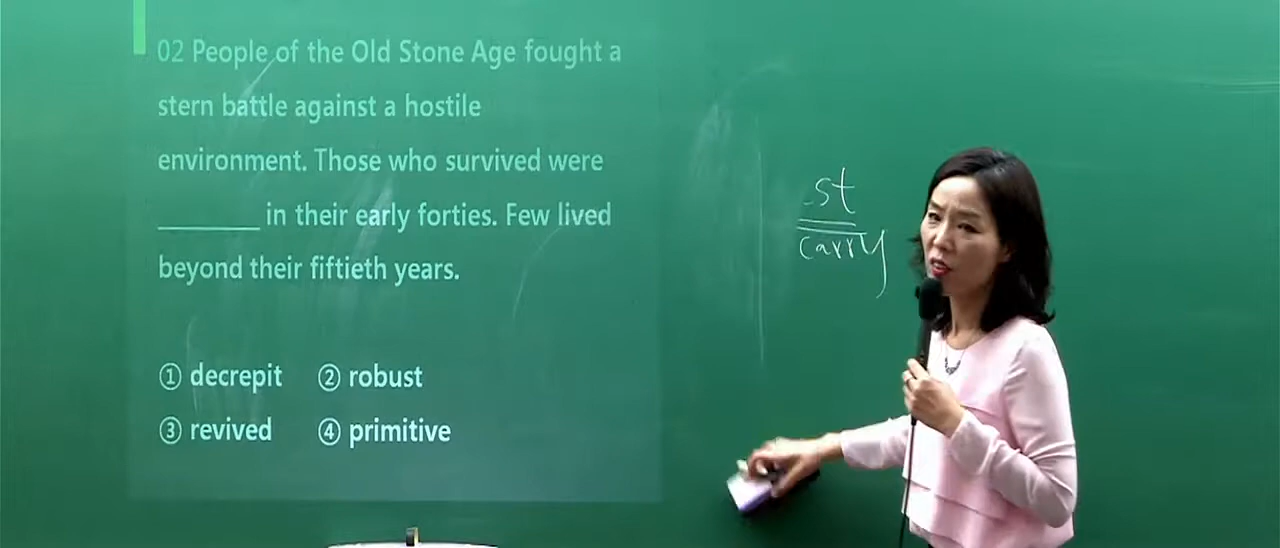 02 People of the Old Stone Age fought a
stern battle against a hostile
environment. Those who survived were
________ in their early forties. Few lived
beyond their fiftieth years.
① decrepit ② robust
③ revived ④ primitive
st
carry